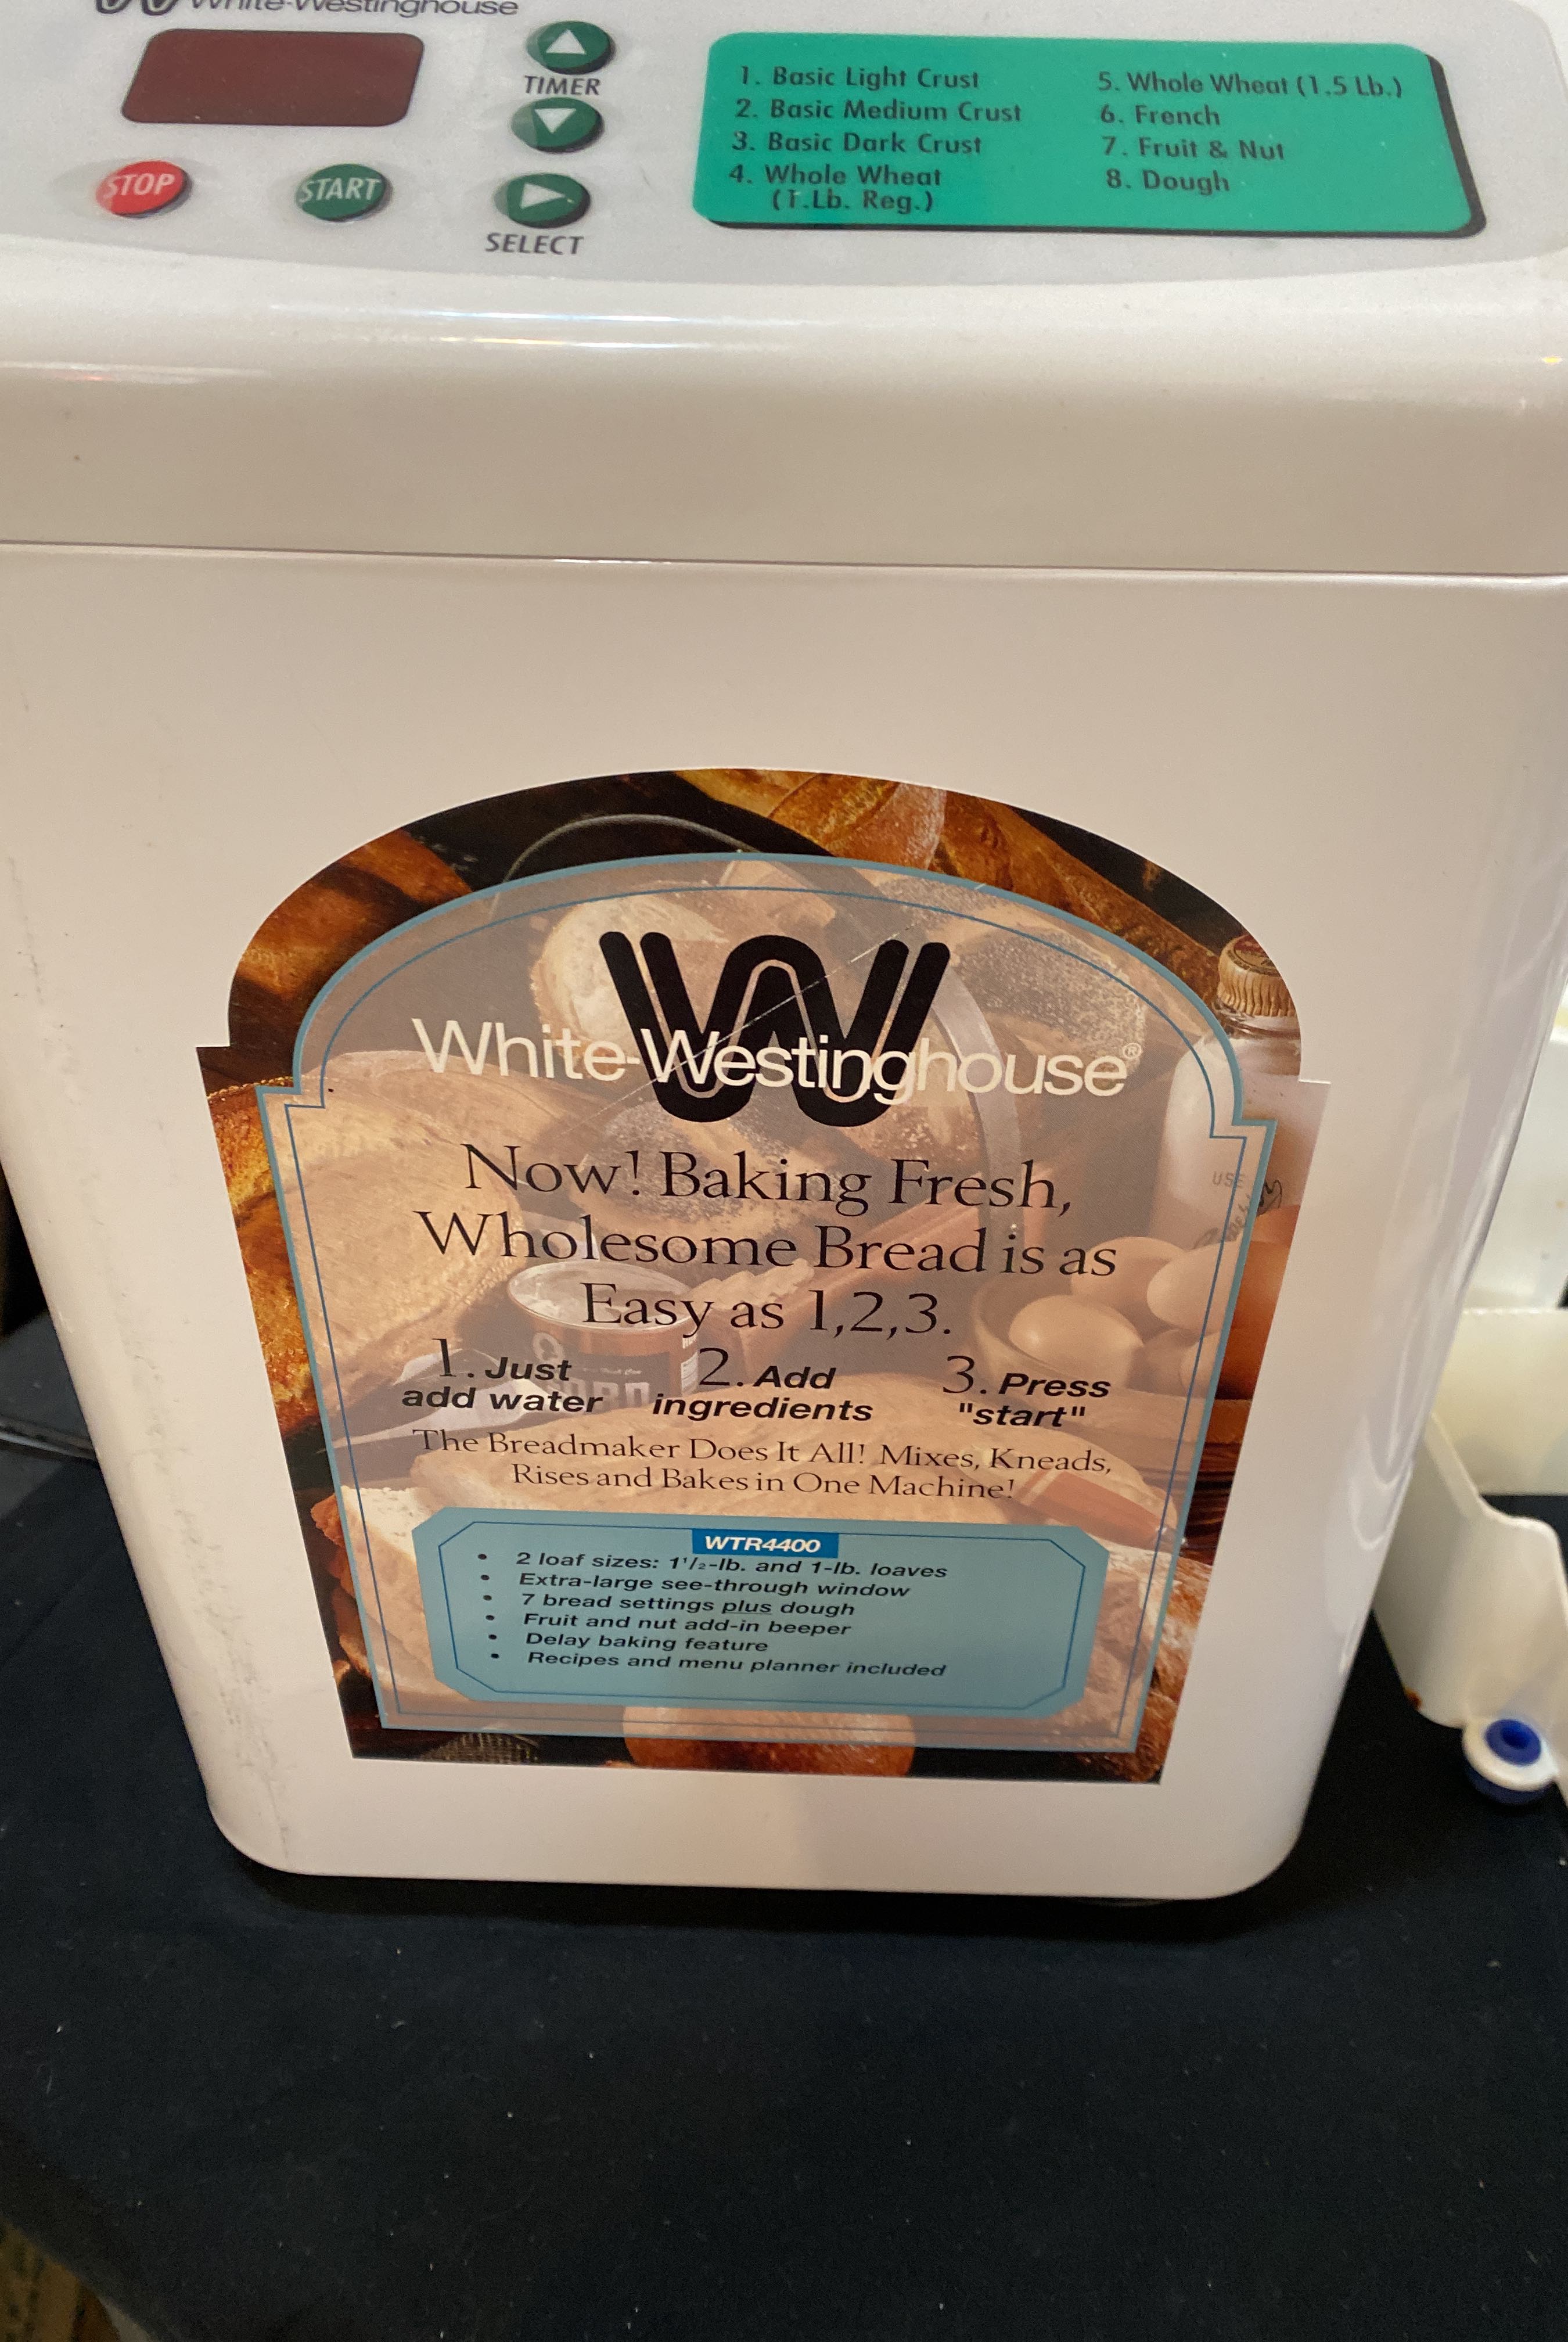 White-Westinghouse
TIMER
STOP
START
SELECT
1. Basic Light Crust
2. Basic Medium Crust
3. Basic Dark Crust
4. Whole Wheat
(1.Lb. Reg.)
5. Whole Wheat (1.5 Lb.)
6. French
7. Fruit & Nut
8. Dough
White-Westinghouse®
Now! Baking Fresh,
Wholesome Bread is as
Easy as 1,2,3.
1. Just
add water
2. Add
ingredients
3. Press
"start"
The Breadmaker Does It All! Mixes, Kneads,
Rises and Bakes in One Machine!
WTR4400
• 2 loaf sizes: 1 1/2-lb. and 1-lb. loaves
• Extra-large see-through window
• 7 bread settings plus dough
• Fruit and nut add-in beeper
• Delay baking feature
• Recipes and menu planner included
USE